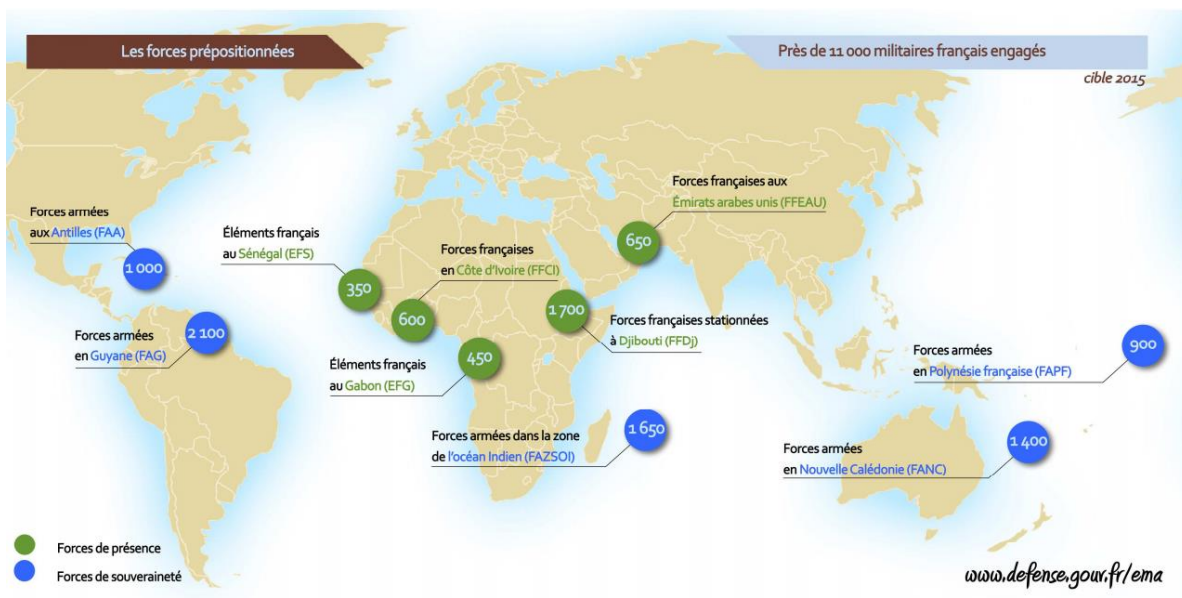 Les forces prépositionnées
Près de 11 000 militaires français engagés
cible 2015
Forces armées
aux Antilles (FAA)
1 000
Forces armées
en Guyane (FAG)
2 100
Éléments français
au Sénégal (EFS)
350
Forces françaises
en Côte d'Ivoire (FFCI)
600
Éléments français
au Gabon (EFG)
450
Forces françaises aux
Émirats arabes unis (FFEAU)
650
1 700
Forces françaises stationnées
à Djibouti (FFDj)
Forces armées dans la zone
de l'océan Indien (FAZSOI)
1 650
Forces armées
en Polynésie française (FAPF)
900
Forces armées
en Nouvelle Calédonie (FANC)
1 400
Forces de présence
Forces de souveraineté
www.defense.gouv.fr/ema